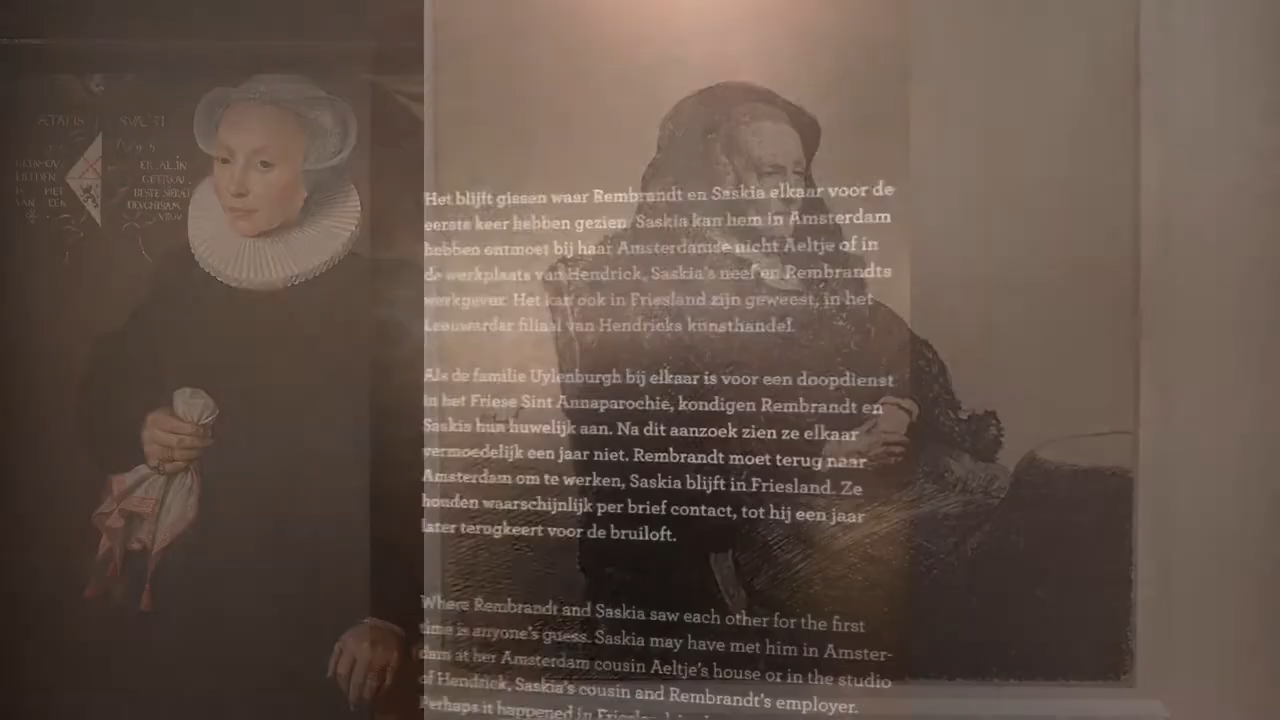 ÆTATIS SVÆ
HET
VAN DEN
Het blijft gissen waar Rembrandt en Saskia elkaar voor de
eerste keer hebben gezien. Saskia kan hem in Amsterdam
hebben ontmoet bij haar Amsterdamse nicht Aeltje of in
de werkplaats van Hendrick, Saskia's neef en Rembrandts
werkgever. Het kan ook in Friesland zijn geweest, in het
Leeuwarder filiaal van Hendricks kunsthandel.
Als de familie Uylenburgh bij elkaar is voor een doopdienst
in het Friese Sint Annaparochie, kondigen Rembrandt en
Saskia hun huwelijk aan. Na dit aanzoek zien ze elkaar
vermoedelijk een jaar niet. Rembrandt moet terug naar
Amsterdam om te werken, Saskia blijft in Friesland. Ze
houden waarschijnlijk per brief contact, tot hij een jaar
later terugkeert voor de bruiloft.
Where Rembrandt and Saskia saw each other for the first
time is anyone's guess. Saskia may have met him in Amster-
dam at her Amsterdam cousin Aeltje's house or in the studio
of Hendrick, Saskia's cousin and Rembrandt's employer.
Perhaps it happened in